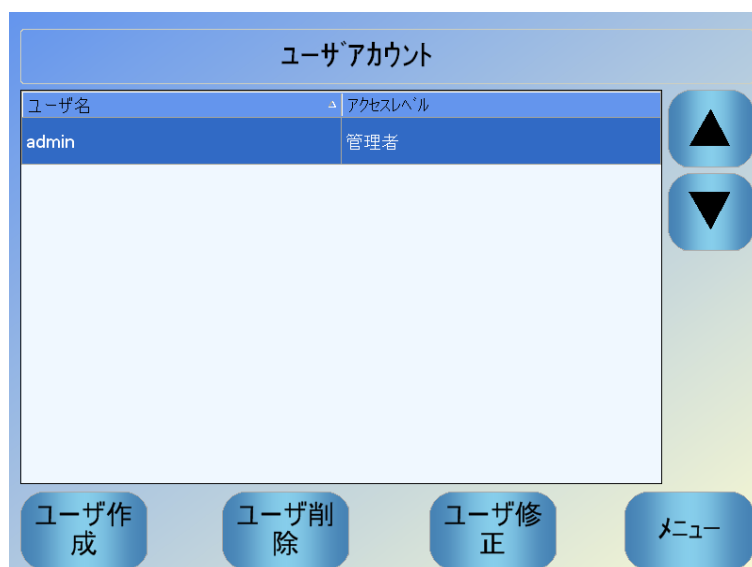 ユーザアカウント
ユーザ名 アクセスレベル
admin 管理者
ユーザ作
成
ユーザ削
除
ユーザ修
正
メニュー